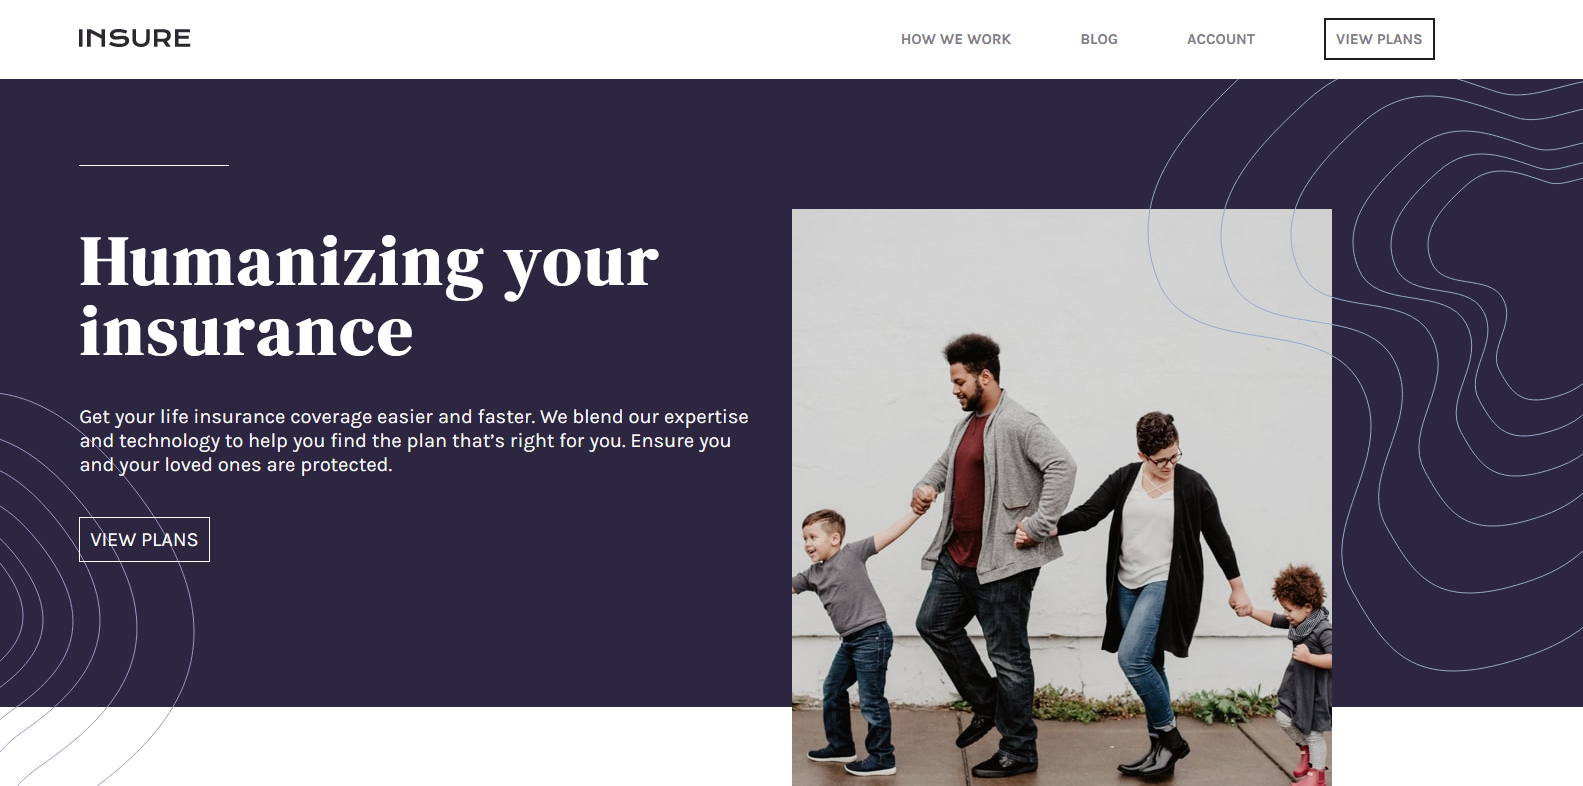 INSURE
HOW WE WORK
BLOG
ACCOUNT
VIEW PLANS
Humanizing your
insurance
Get your life insurance coverage easier and faster. We blend our expertise
and technology to help you find the plan that’s right for you. Ensure you
and your loved ones are protected.
VIEW PLANS